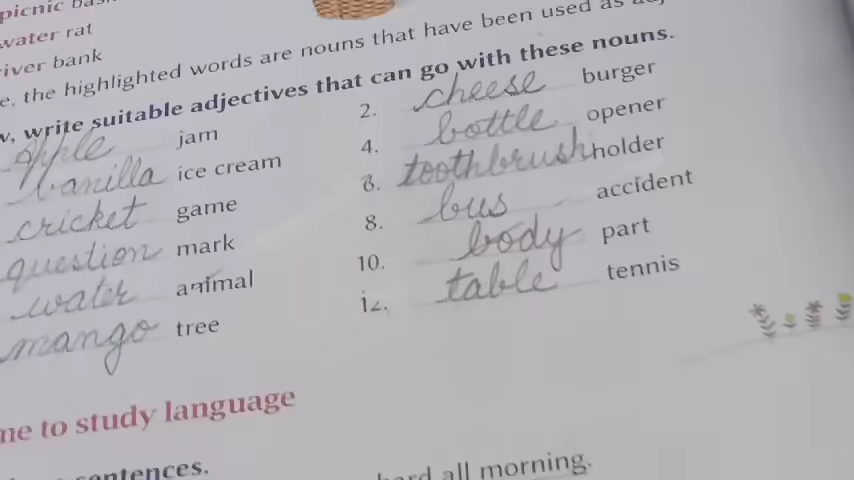 picnic
water rat
river bank
the highlighted words are nouns that have been used as
write suitable adjectives that can go with these nouns.
apple jam 2. cheese burger
vanilla ice cream 4. bottle opener
cricket game 6. toothbrush holder
question mark 8. bus accident
water animal 10. body part
mango tree 12. table tennis
to study language
sentences.
all morning.